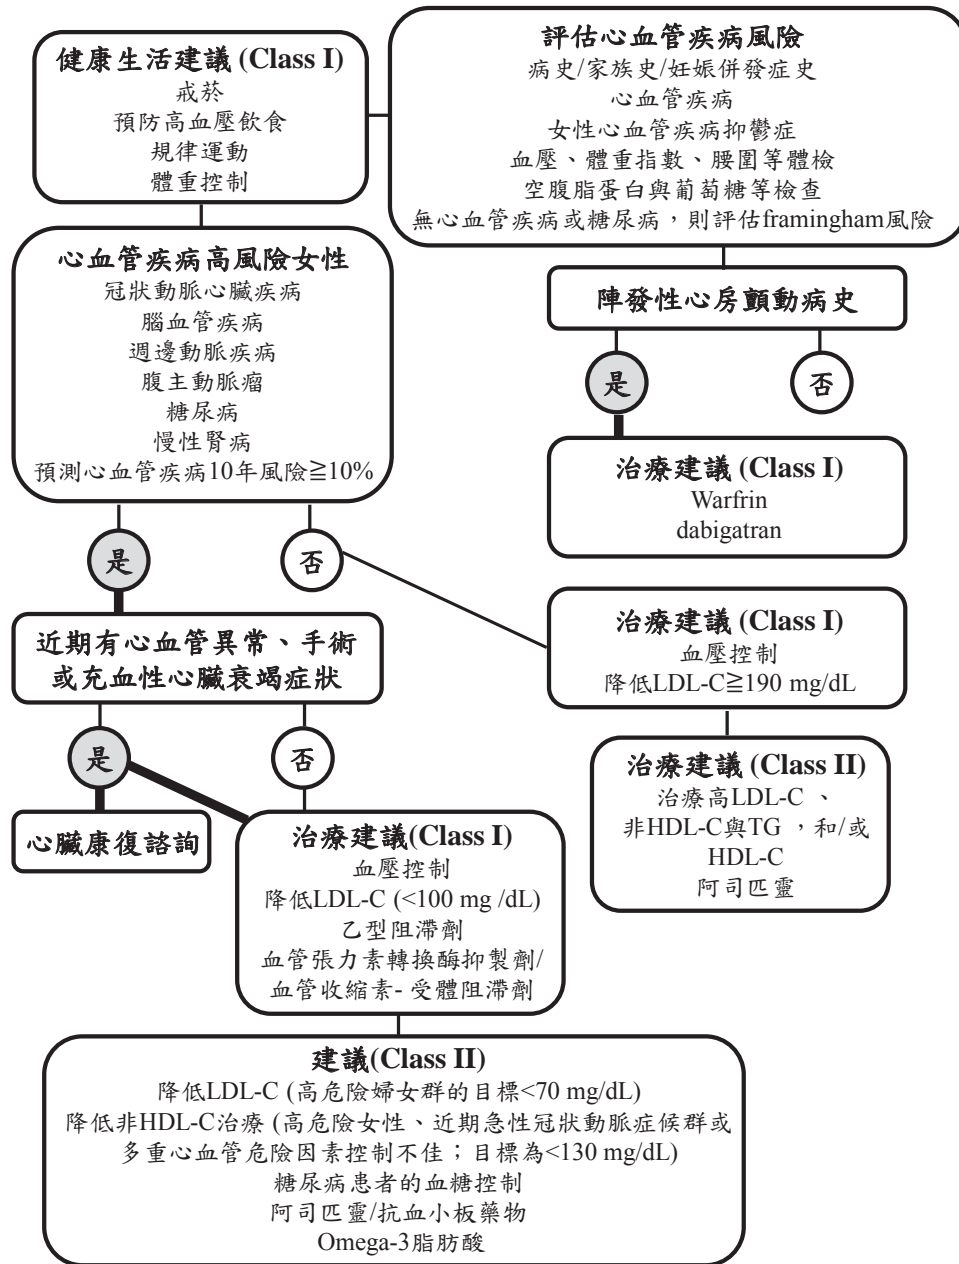 健康生活建議 (Class I)
戒菸
預防高血壓飲食
規律運動
體重控制
評估心血管疾病風險
病史/家族史/妊娠併發症史
心血管疾病
女性心血管疾病抑鬱症
血壓、體重指數、腰圍等體檢
空腹脂蛋白與葡萄糖等檢查
無心血管疾病或糖尿病，則評估framingham風險
心血管疾病高風險女性
冠狀動脈心臟疾病
腦血管疾病
週邊動脈疾病
腹主動脈瘤
糖尿病
慢性腎病
預測心血管疾病10年風險≧10%
陣發性心房顫動病史
是
否
治療建議 (Class I)
Warfrin
dabigatran
是
否
近期有心血管異常、手術
或充血性心臟衰竭症狀
治療建議 (Class I)
血壓控制
降低LDL-C≧190 mg/dL
是
否
治療建議 (Class II)
治療高LDL-C 、
非HDL-C與TG ，和/或
HDL-C
阿司匹靈
心臟康復諮詢
治療建議(Class I)
血壓控制
降低LDL-C (<100 mg /dL)
乙型阻滯劑
血管張力素轉換酶抑製劑/
血管收縮素- 受體阻滯劑
建議(Class II)
降低LDL-C (高危險婦女群的目標<70 mg/dL)
降低非HDL-C治療 (高危險女性、近期急性冠狀動脈症候群或
多重心血管危險因素控制不佳；目標為<130 mg/dL)
糖尿病患者的血糖控制
阿司匹靈/抗血小板藥物
Omega-3脂肪酸